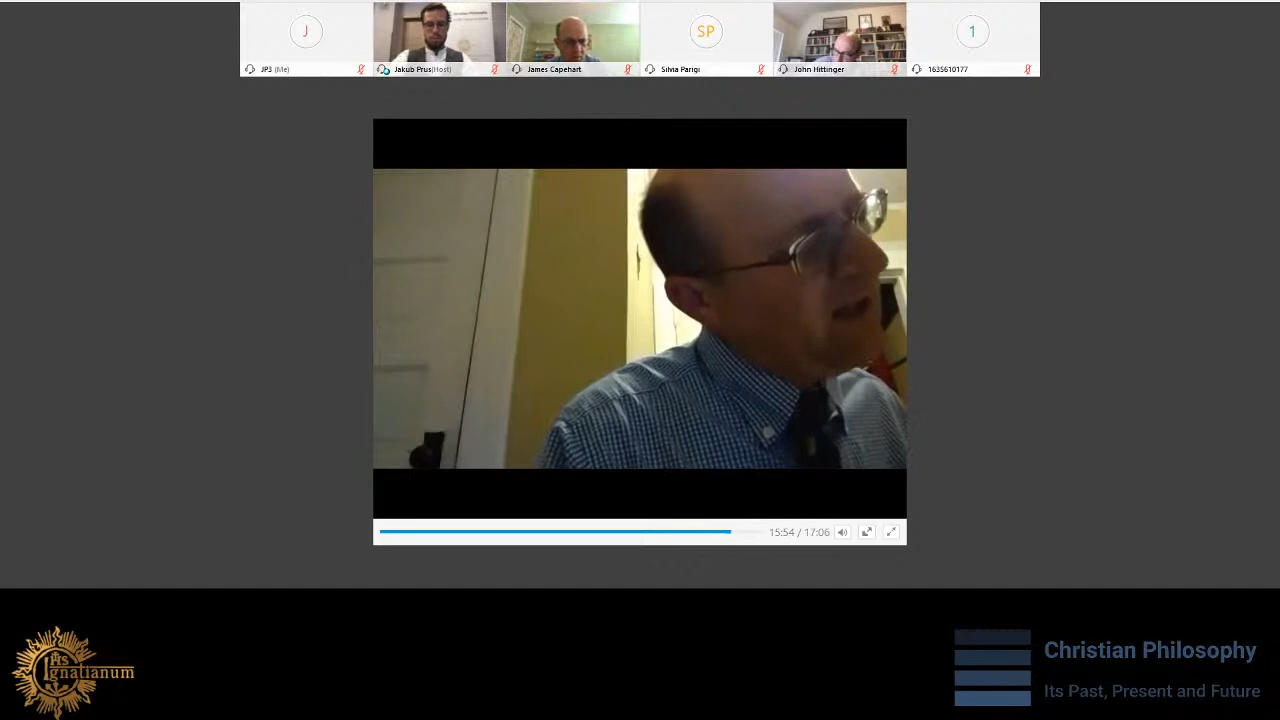 J
SP
1
JP3 (Me)
Jakub Prus(Host)
James Capehart
Silvia Parigi
John Hittinger
1635610177
15:54 / 17:06
IHS
Ignatianum
Christian Philosophy
Its Past, Present and Future